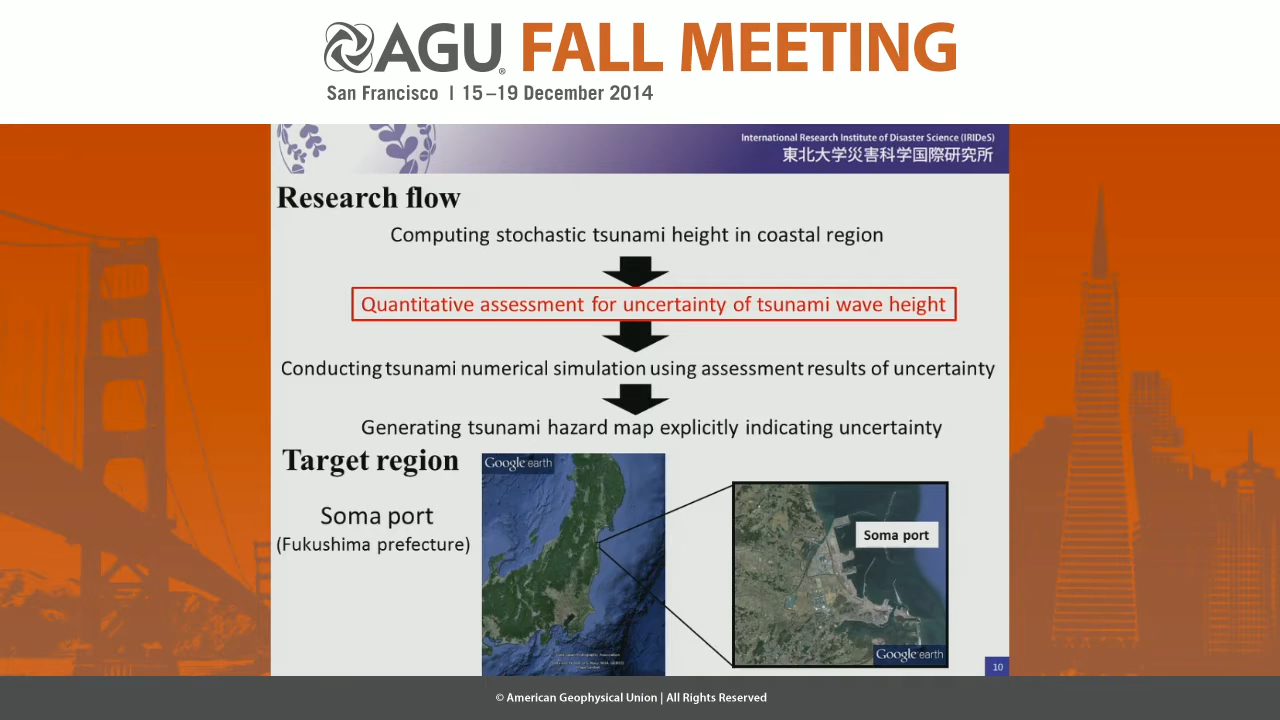 AGU FALL MEETING
San Francisco | 15–19 December 2014
International Research Institute of Disaster Science (IRIDeS)
東北大学災害科学国際研究所
Research flow
Computing stochastic tsunami height in coastal region
Quantitative assessment for uncertainty of tsunami wave height
Conducting tsunami numerical simulation using assessment results of uncertainty
Generating tsunami hazard map explicitly indicating uncertainty
Target region
Soma port
(Fukushima prefecture)
Google earth
Soma port
Google earth
10
© American Geophysical Union | All Rights Reserved